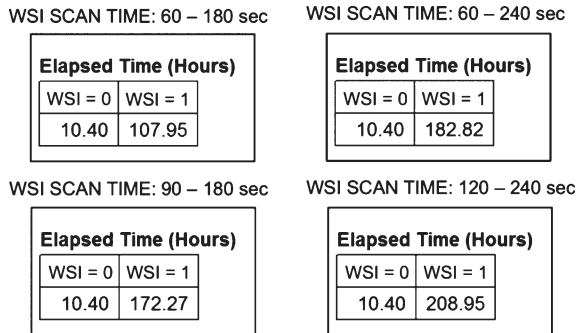 WSI SCAN TIME: 60 – 180 sec
Elapsed Time (Hours)
WSI = 0 WSI = 1
10.40 107.95
WSI SCAN TIME: 60 – 240 sec
Elapsed Time (Hours)
WSI = 0 WSI = 1
10.40 182.82
WSI SCAN TIME: 90 – 180 sec
Elapsed Time (Hours)
WSI = 0 WSI = 1
10.40 172.27
WSI SCAN TIME: 120 – 240 sec
Elapsed Time (Hours)
WSI = 0 WSI = 1
10.40 208.95